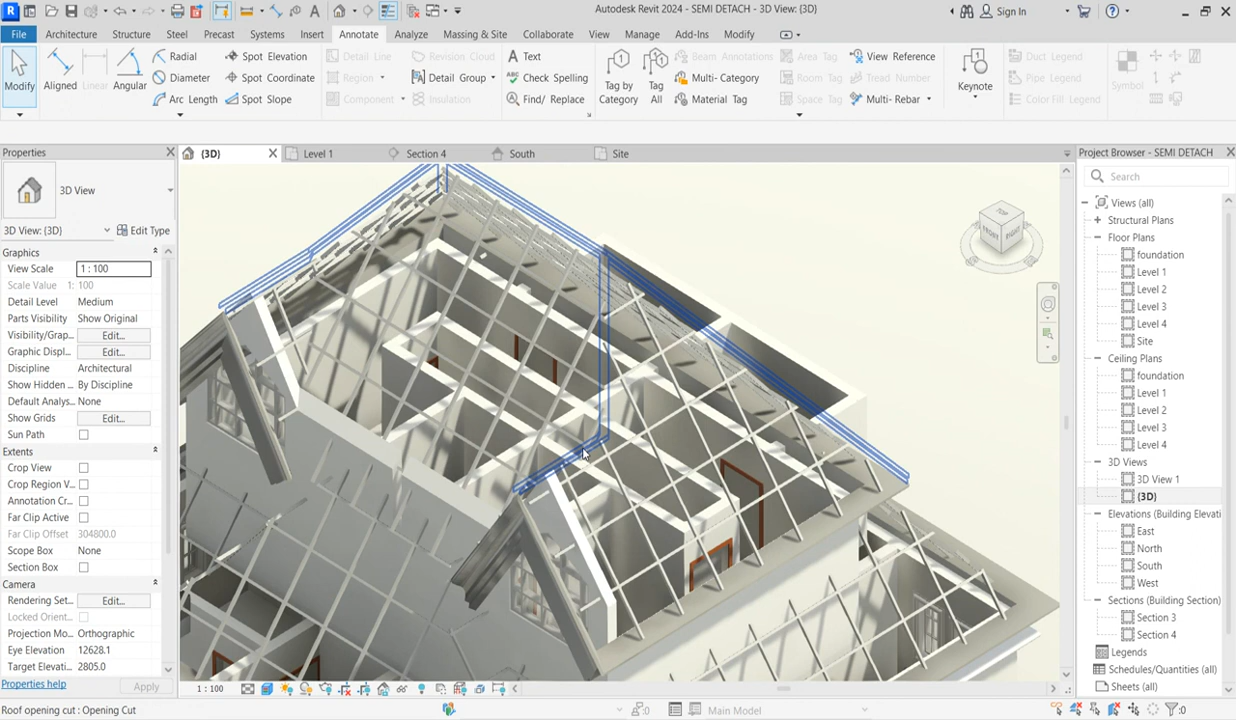 Autodesk Revit 2024 - SEMI DETACH - 3D View: {3D}
Sign In
File Architecture Structure Steel Precast Systems Insert Annotate Analyze Massing & Site Collaborate View Manage Add-Ins Modify
Modify
Aligned
Linear
Angular
Radial
Diameter
Arc Length
Spot Elevation
Spot Coordinate
Spot Slope
Detail Line
Region
Component
Revision Cloud
Detail Group
Insulation
Text
Check Spelling
Find/ Replace
Tag by
Category
Tag
All
Beam Annotations
Multi- Category
Material Tag
Area Tag
Room Tag
Space Tag
View Reference
Tread Number
Multi- Rebar
Keynote
Duct Legend
Pipe Legend
Color Fill Legend
Symbol
Properties
{3D}
Level 1
Section 4
South
Site
Project Browser - SEMI DETACH
3D View
3D View: {3D}
Edit Type
Graphics
View Scale 1 : 100
Scale Value 1: 100
Detail Level Medium
Parts Visibility Show Original
Visibility/Grap... Edit...
Graphic Displ... Edit...
Discipline Architectural
Show Hidden ... By Discipline
Default Analys... None
Show Grids Edit...
Sun Path
Extents
Crop View
Crop Region V...
Annotation Cr...
Far Clip Active
Far Clip Offset 304800.0
Scope Box None
Section Box
Camera
Rendering Set... Edit...
Locked Orient...
Projection Mo... Orthographic
Eye Elevation 12628.1
Target Elevati... 2805.0
Properties help
Apply
TOP
FRONT
RIGHT
Search
Views (all)
Structural Plans
Floor Plans
foundation
Level 1
Level 2
Level 3
Level 4
Site
Ceiling Plans
foundation
Level 1
Level 2
Level 3
Level 4
3D Views
3D View 1
{3D}
Elevations (Building Elevati
East
North
South
West
Sections (Building Section)
Section 3
Section 4
Legends
Schedules/Quantities (all)
Sheets (all)
1 : 100
Roof opening cut : Opening Cut
:0
Main Model
:0